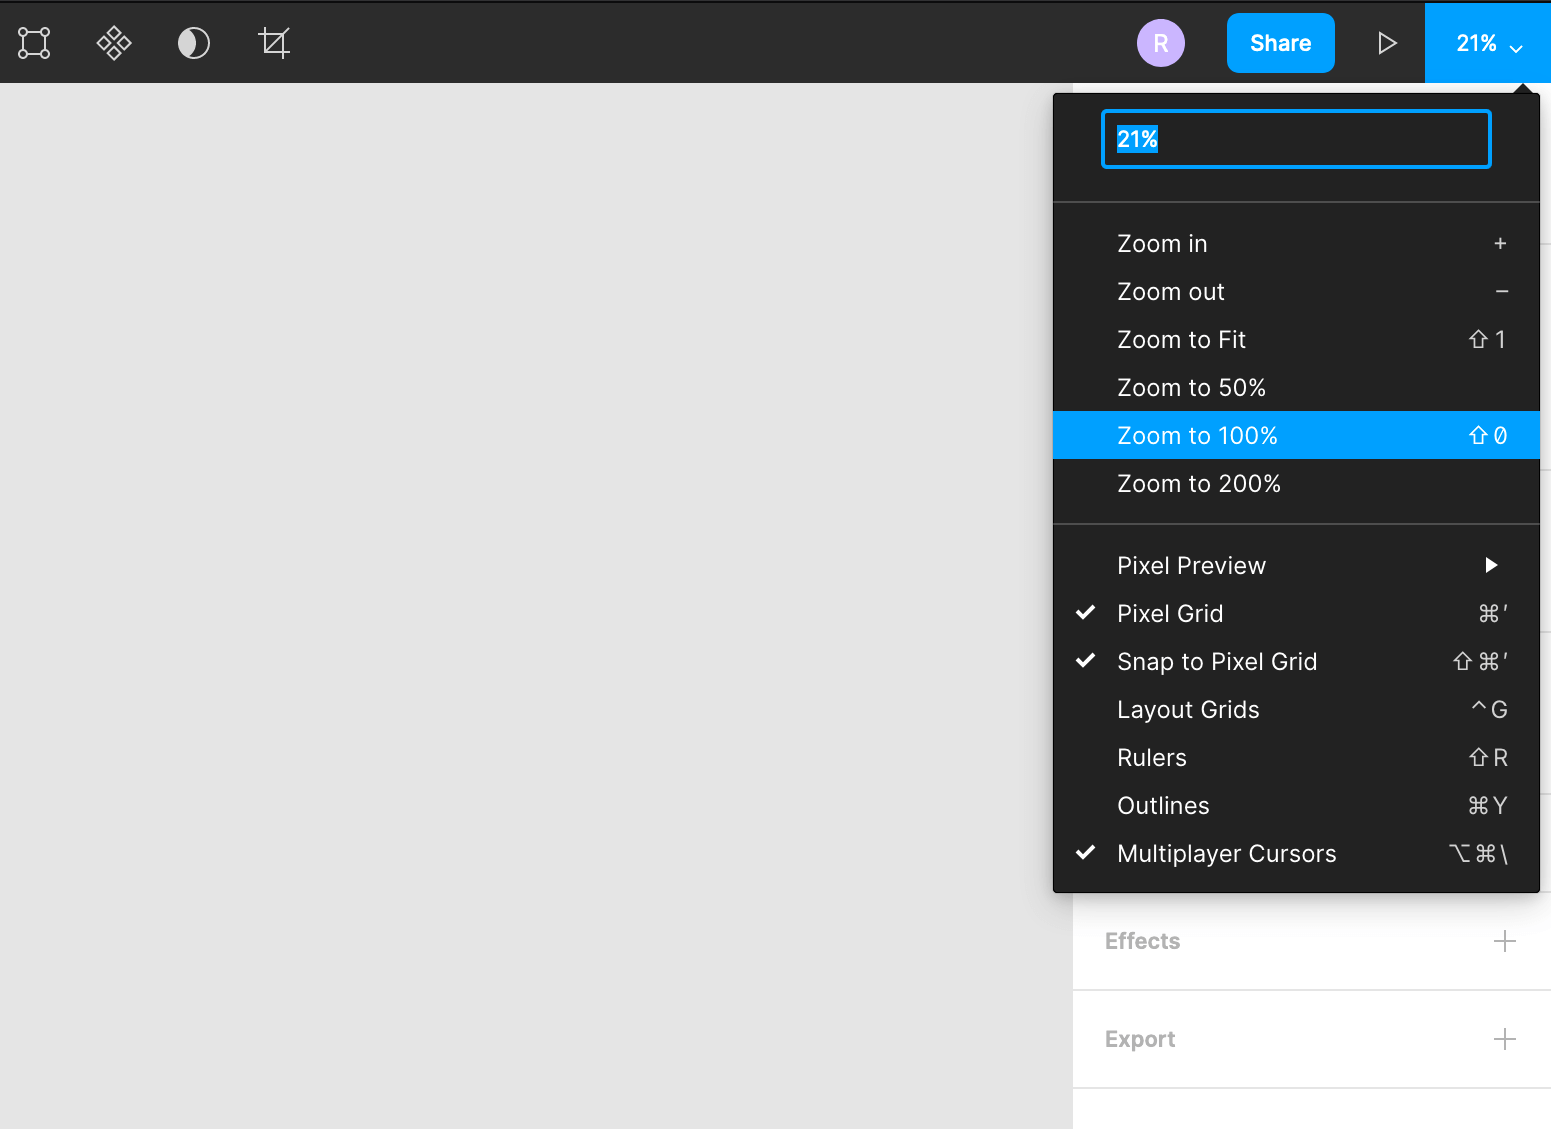 R Share 21%
21%
Zoom in +
Zoom out −
Zoom to Fit ⇧1
Zoom to 50%
Zoom to 100% ⇧0
Zoom to 200%
Pixel Preview
Pixel Grid ⌘'
Snap to Pixel Grid ⇧⌘'
Layout Grids ^G
Rulers ⇧R
Outlines ⌘Y
Multiplayer Cursors ⌥⌘\
Effects
Export